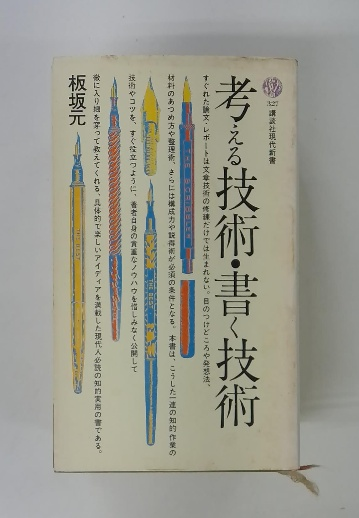 327
講談社現代新書
考える技術・書く技術
すぐれた論文・レポートは文章技術の修練だけでは生まれない。目のつけどころや発想法、
材料のあつめ方や整理術、さらには構成力や説得術が必須の条件となる。本書は、こうした一連の知的作業の
技術やコツを、すぐ役立つように、著者自身の貴重なノウハウを惜しみなく公開して
微に入り細を穿って教えてくれる。具体的で楽しいアイディアを満載した現代人必読の知的実用の書である。
板坂元